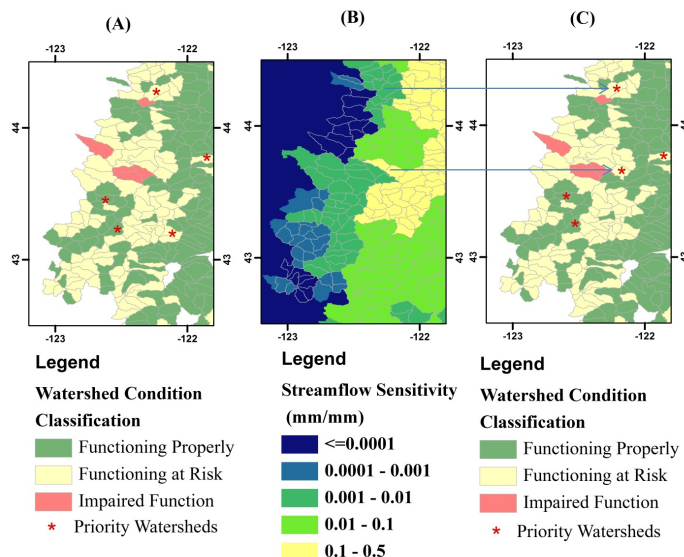 (A)
(B)
(C)
-123
-122
-123
-122
-123
-122
44
44
44
43
43
43
-123
-122
-123
-122
-123
-122
Legend
Watershed Condition
Classification
Functioning Properly
Functioning at Risk
Impaired Function
* Priority Watersheds
Legend
Streamflow Sensitivity
(mm/mm)
<=0.0001
0.0001 - 0.001
0.001 - 0.01
0.01 - 0.1
0.1 - 0.5
Legend
Watershed Condition
Classification
Functioning Properly
Functioning at Risk
Impaired Function
* Priority Watersheds